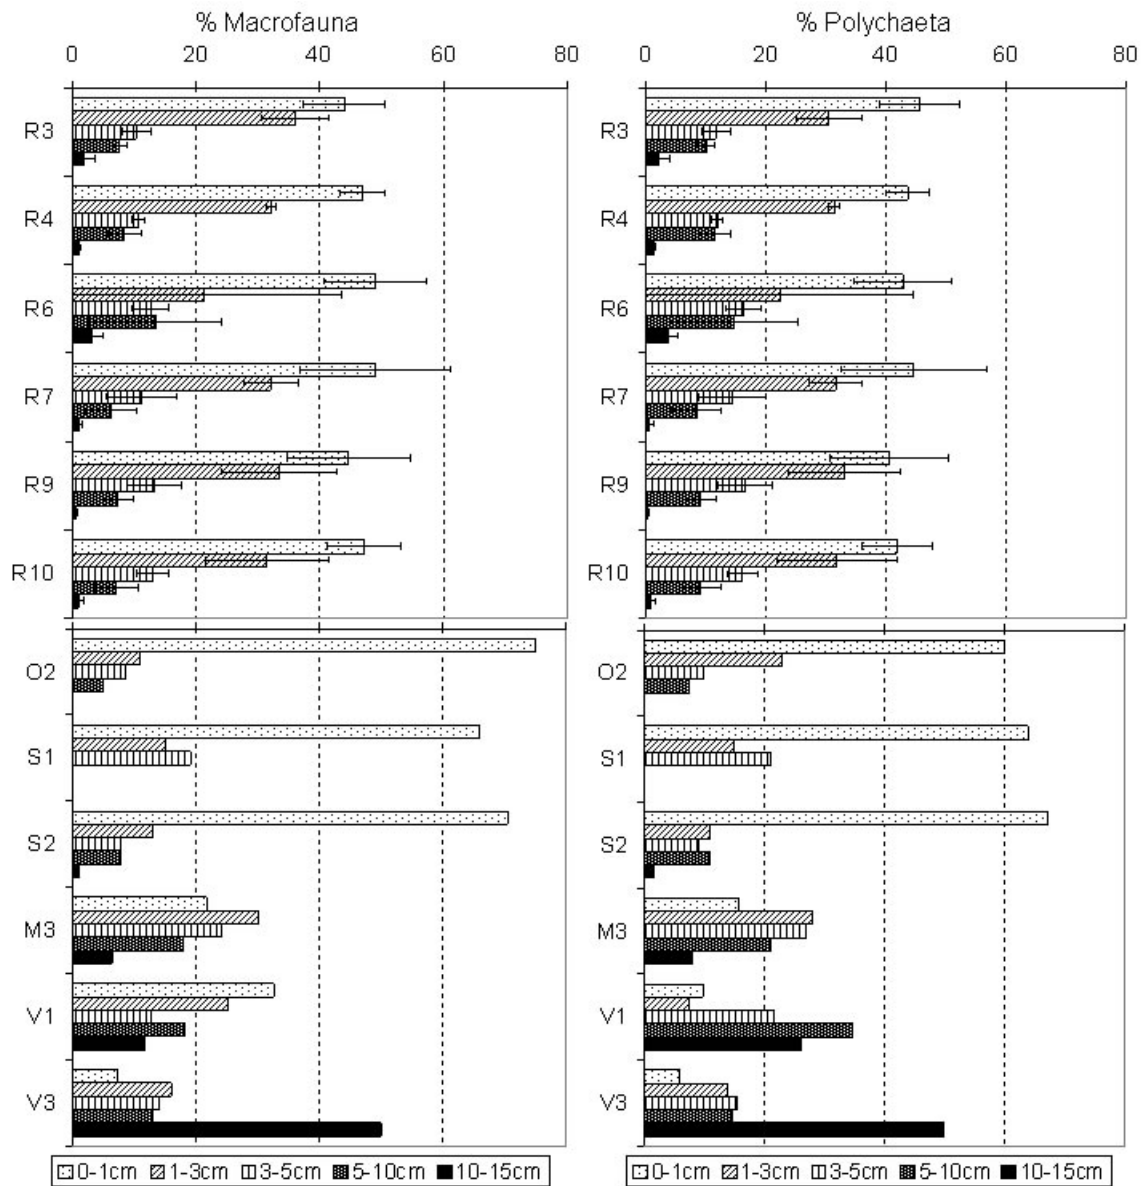 % Macrofauna
0 20 40 60 80
R3
R4
R6
R7
R9
R10
O2
S1
S2
M3
V1
V3
0-1cm 1-3cm 3-5cm 5-10cm 10-15cm
% Polychaeta
0 20 40 60 80
R3
R4
R6
R7
R9
R10
O2
S1
S2
M3
V1
V3
0-1cm 1-3cm 3-5cm 5-10cm 10-15cm